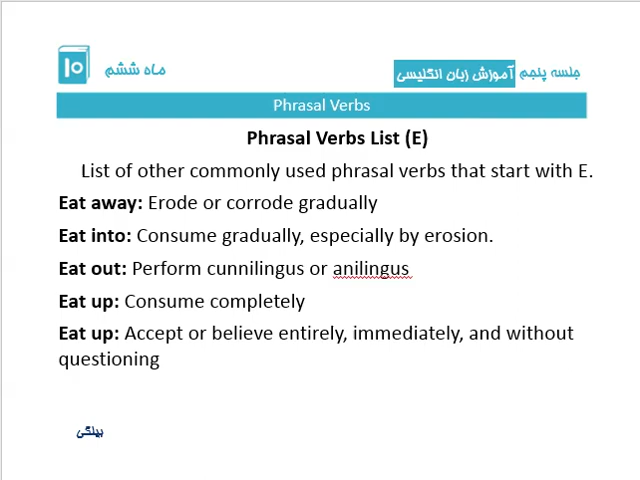 ۱۰ ماه ششم
جلسه پنجم آموزش زبان انگلیسی
Phrasal Verbs
Phrasal Verbs List (E)
List of other commonly used phrasal verbs that start with E.
Eat away: Erode or corrode gradually
Eat into: Consume gradually, especially by erosion.
Eat out: Perform cunnilingus or anilingus
Eat up: Consume completely
Eat up: Accept or believe entirely, immediately, and without
questioning
بیلگی